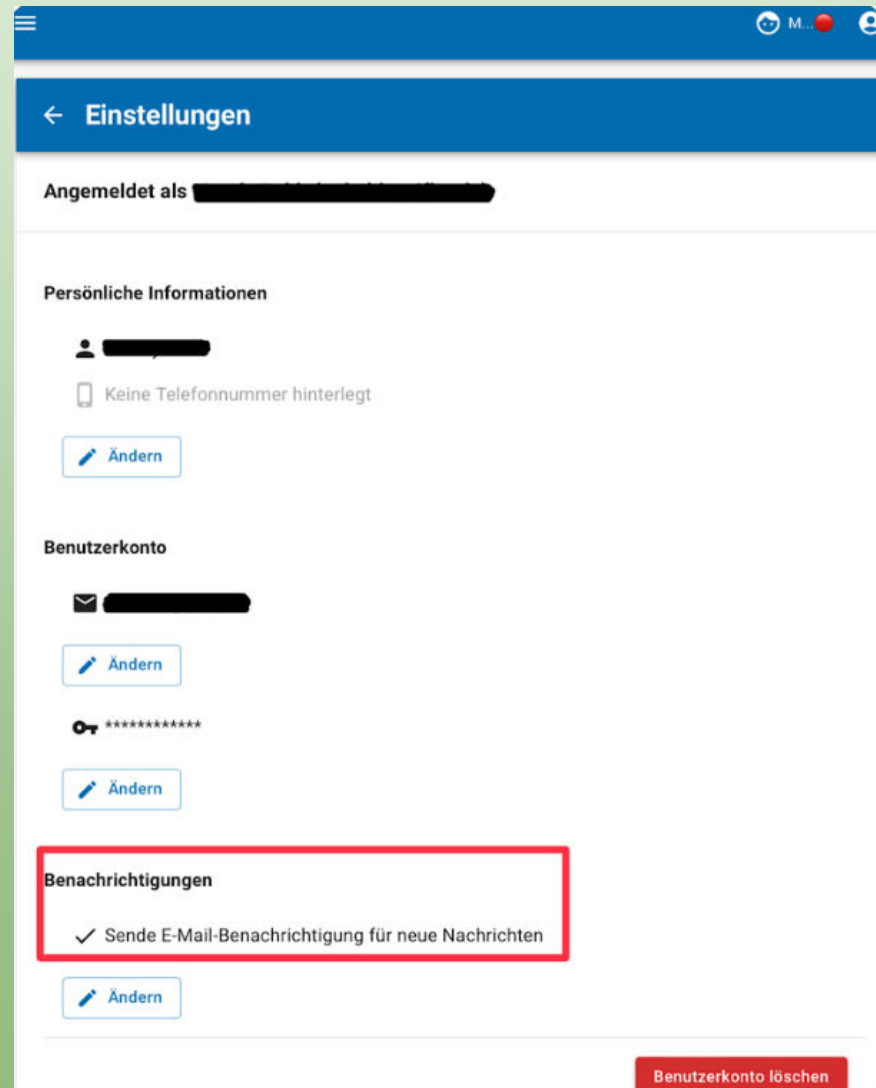 M...
Einstellungen
Angemeldet als
Persönliche Informationen
Keine Telefonnummer hinterlegt
Ändern
Benutzerkonto
Ändern
************
Ändern
Benachrichtigungen
Sende E-Mail-Benachrichtigung für neue Nachrichten
Ändern
Benutzerkonto löschen